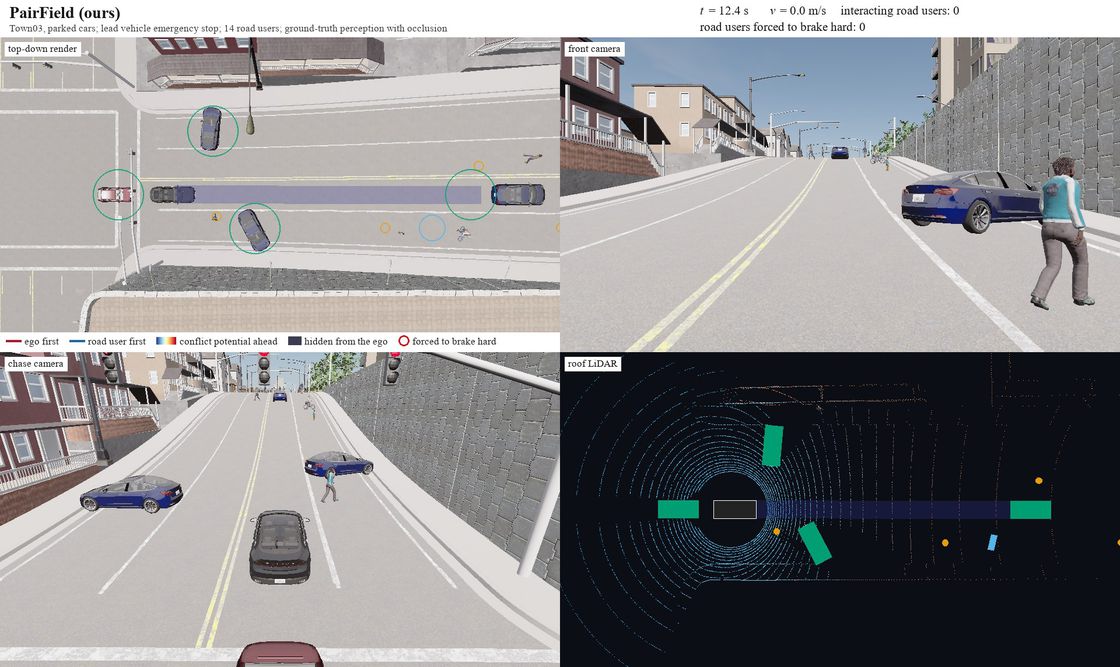 PairField (ours)
Town03, parked cars; lead vehicle emergency stop; 14 road users; ground-truth perception with occlusion
t = 12.4 s v = 0.0 m/s interacting road users: 0
road users forced to brake hard: 0
top-down render
front camera
ego first road user first conflict potential ahead hidden from the ego forced to brake hard
chase camera
roof LiDAR